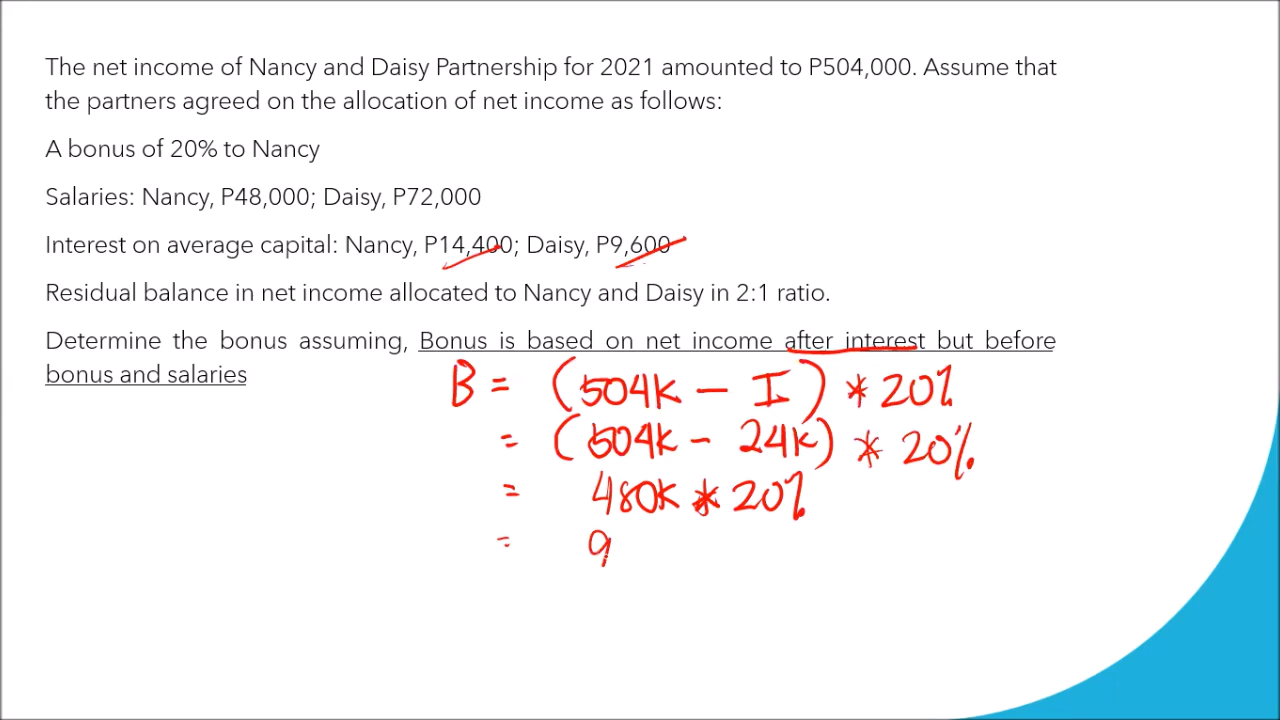 The net income of Nancy and Daisy Partnership for 2021 amounted to P504,000. Assume that
the partners agreed on the allocation of net income as follows:
A bonus of 20% to Nancy
Salaries: Nancy, P48,000; Daisy, P72,000
Interest on average capital: Nancy, P14,400; Daisy, P9,600
Residual balance in net income allocated to Nancy and Daisy in 2:1 ratio.
Determine the bonus assuming, Bonus is based on net income after interest but before
bonus and salaries
B = (504K - I) * 20%
= (504K - 24K) * 20%
= 480K * 20%
= 9